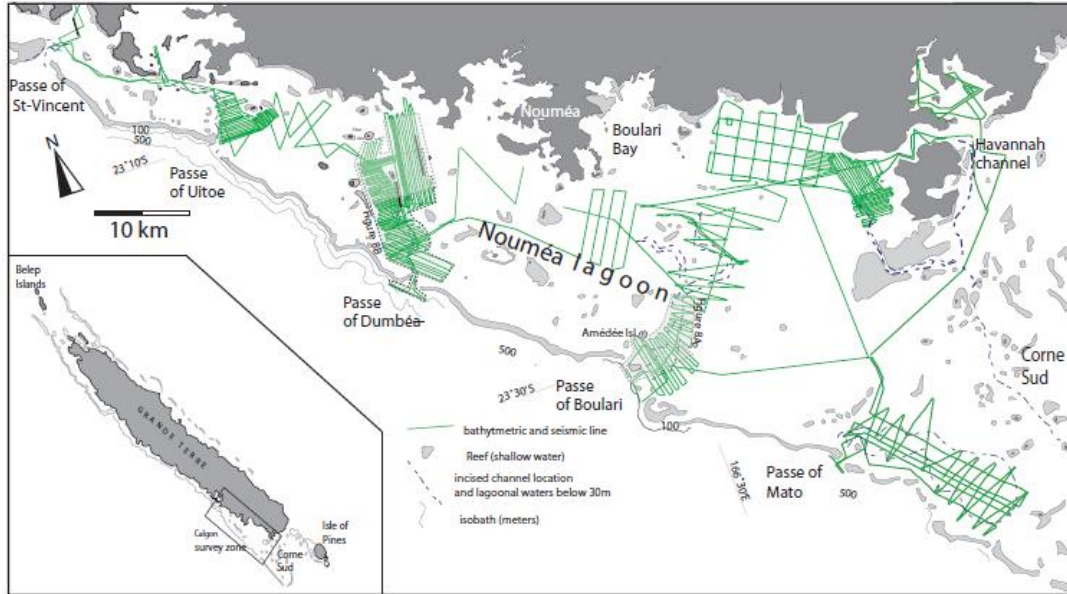 Passe of
St-Vincent
100
500
23°10'S
N
10 km
Passe
of Uitoe
Nouméa
Boulari
Bay
Havannah
channel
Figure 8B
Nouméa lagoon
Passe
of Dumbéa
Amédée Isl.
Figure 8A
500
23°30'S
Passe
of Boulari
100
Corne
Sud
166°30'E
Passe of
Mato
500
bathytmetric and seismic line
Reef (shallow water)
incised channel location
and lagoonal waters below 30m
isobath (meters)
Belep
Islands
GRANDE TERRE
Calgon
survey zone
Corne
Sud
Isle of
Pines